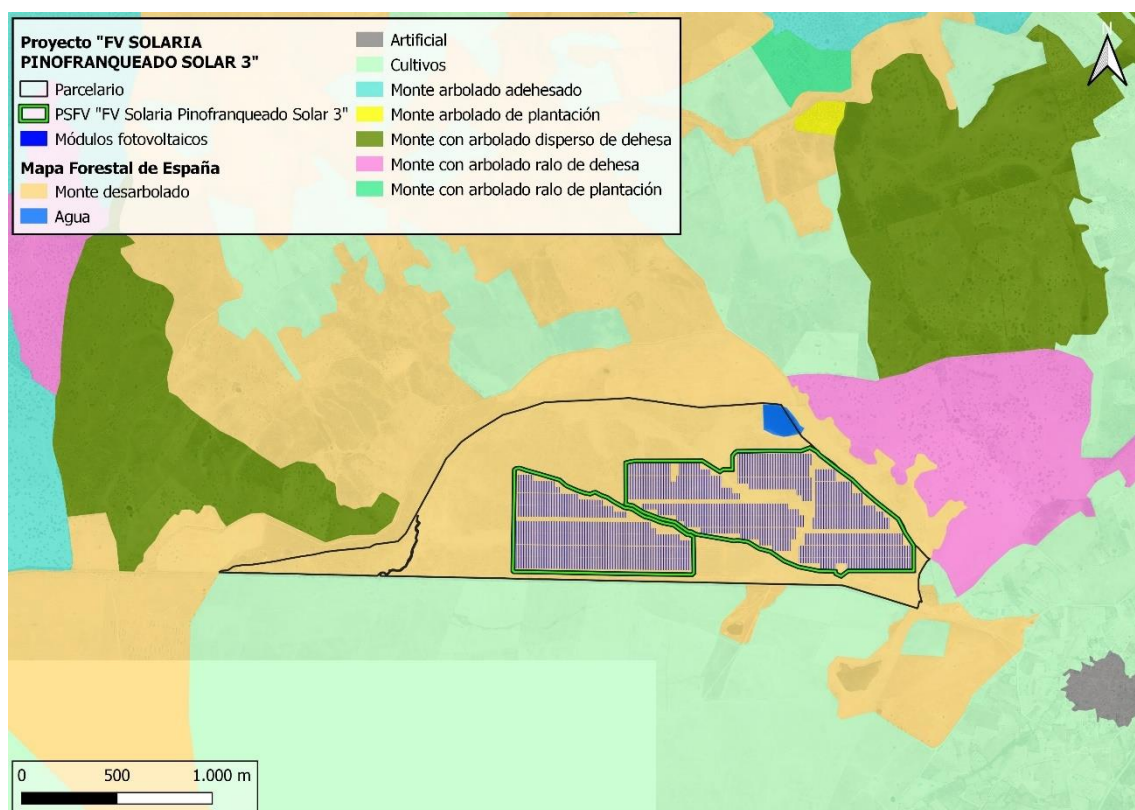 Proyecto "FV SOLARIA
PINOFRANQUEADO SOLAR 3"
Parcelario
PSFV "FV Solaria Pinofranqueado Solar 3"
Módulos fotovoltaicos
Mapa Forestal de España
Monte desarbolado
Agua
Artificial
Cultivos
Monte arbolado adehesado
Monte arbolado de plantación
Monte con arbolado disperso de dehesa
Monte con arbolado ralo de dehesa
Monte con arbolado ralo de plantación
N
0 500 1.000 m